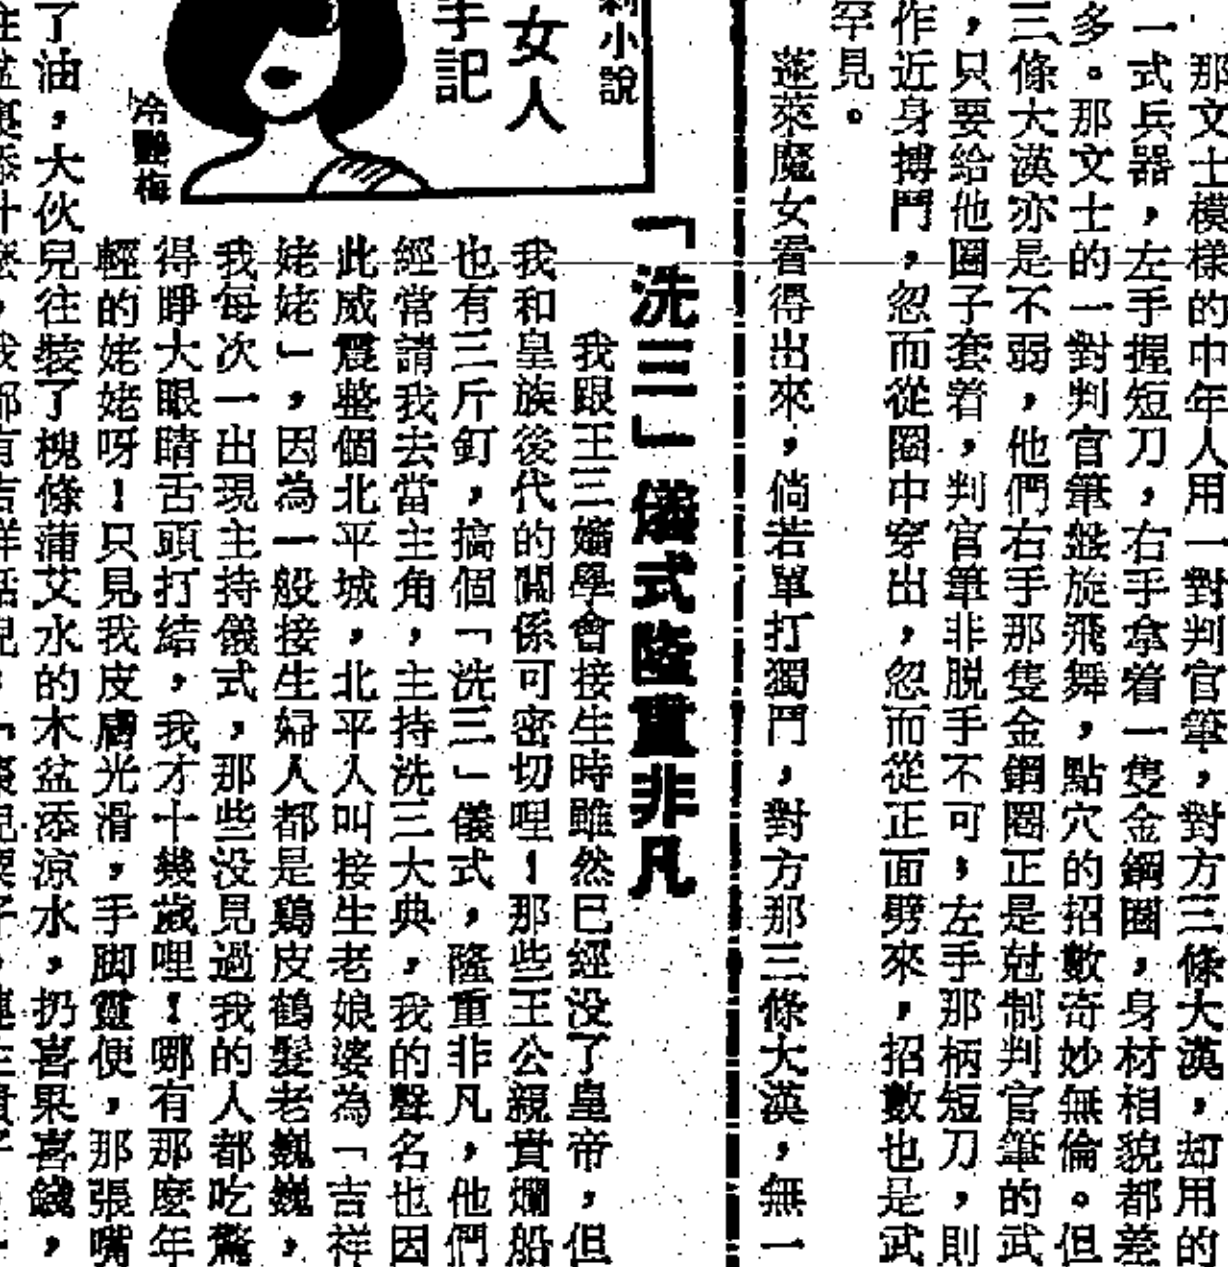 那文士模樣的中年人用一對判官筆，對方三條大漢，却用的
一式兵器，左手握短刀，右手拿着一隻金鋼圈，身材相貌都差
多。那文士的一對判官筆盤旋飛舞，點穴的招數奇妙無倫。但
三條大漢亦是不弱，他們右手那隻金鋼圈正是尅制判官筆的武
，只要給他圈子套着，判官筆非脱手不可，左手那柄短刀，則
作近身搏鬥，忽而從圈中穿出，忽而從正面劈來，招數也是武
罕見。
蓬萊魔女看得出來，倘若單打獨鬥，對方那三條大漢，無一
小說
女人
手記
冷艷梅
「洗三」儀式隆重非凡
我跟王三嬸學會接生時雖然已經没了皇帝，但
我和皇族後代的關係可密切哩！那些王公親貴爛船
也有三斤釘，搞個「洗三」儀式，隆重非凡，他們
經常請我去當主角，主持洗三大典，我的聲名也因
此威震整個北平城，北平人叫接生老娘婆為「吉祥
姥姥」，因為一般接生婦人都是鷄皮鶴髮老巍巍，
我每次一出現主持儀式，那些没見過我的人都吃驚
得睁大眼睛舌頭打結，我才十幾歲哩！哪有那麼年
輕的姥姥呀！只見我皮膚光滑，手脚靈便，那張嘴
了油，大伙兒往裝了槐條蒲艾水的木盆添凉水，扔喜果喜錢，